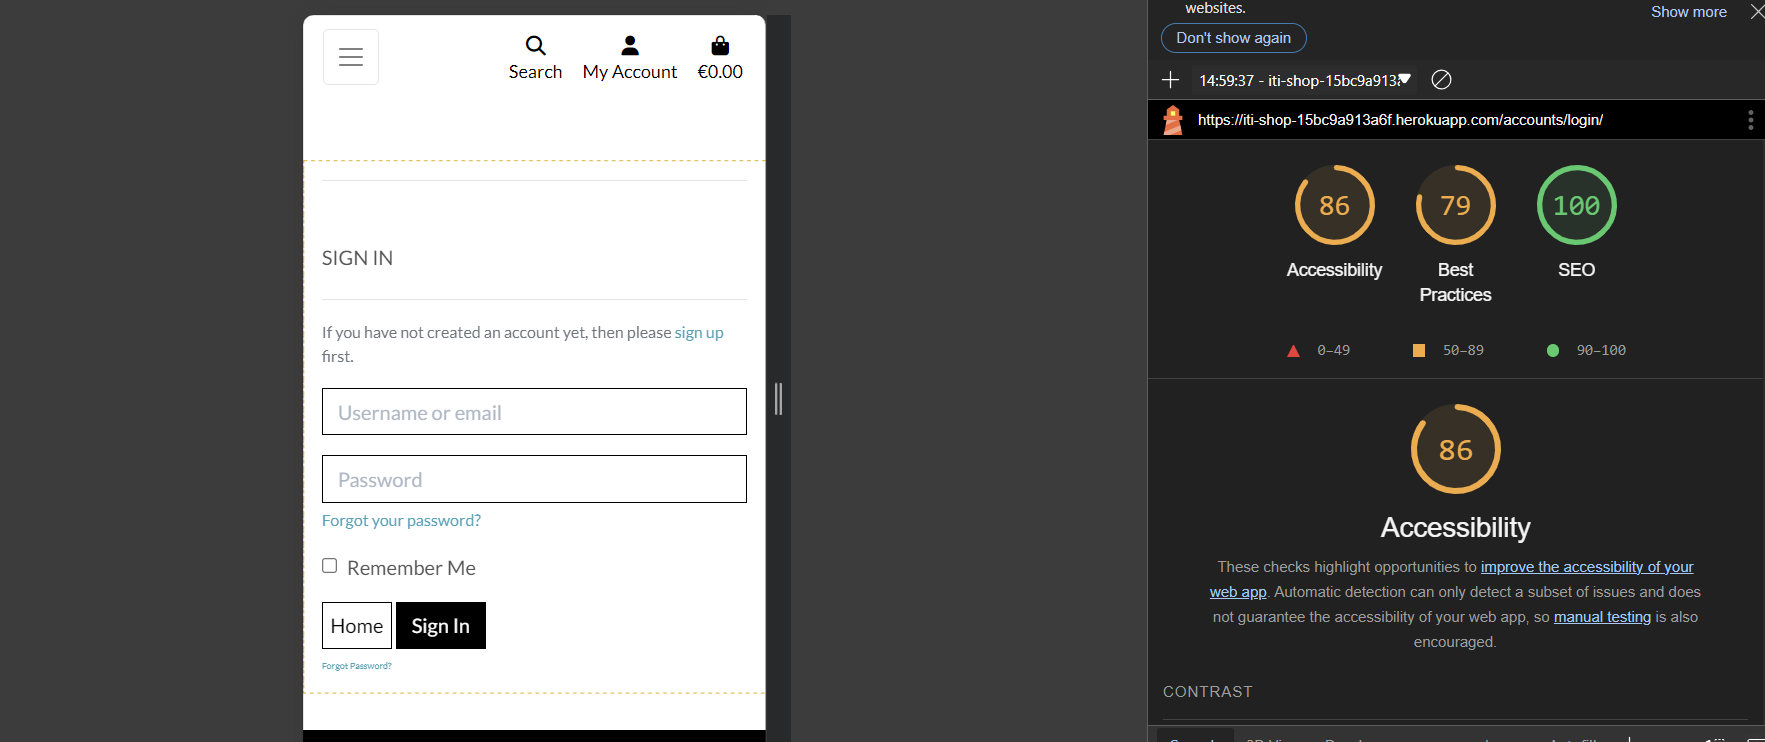 Search
My Account
€0.00
SIGN IN
If you have not created an account yet, then please sign up
first.
Username or email
Password
Forgot your password?
Remember Me
Home
Sign In
Forgot Password?
websites.
Show more
Don't show again
14:59:37 - iti-shop-15bc9a913
https://iti-shop-15bc9a913a6f.herokuapp.com/accounts/login/
86
79
100
Accessibility
Best
Practices
SEO
0–49
50–89
90–100
86
Accessibility
These checks highlight opportunities to improve the accessibility of your
web app. Automatic detection can only detect a subset of issues and does
not guarantee the accessibility of your web app, so manual testing is also
encouraged.
CONTRAST